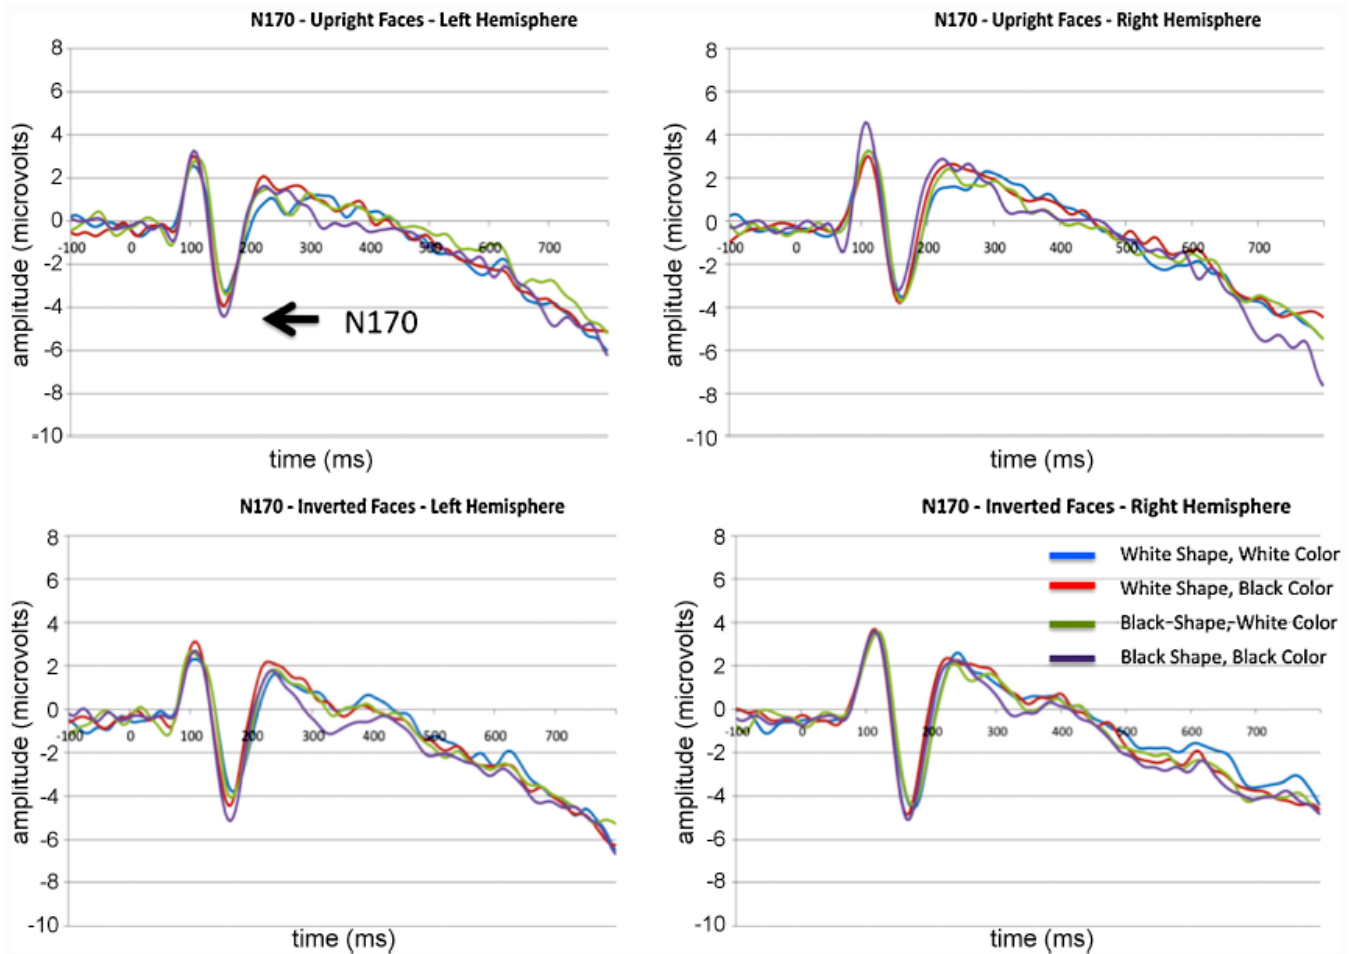 N170 - Upright Faces - Left Hemisphere
8
6
4
2
0
-2
-4
-6
-8
-10
-100 0 100 200 300 400 500 600 700
amplitude (microvolts)
time (ms)
N170
N170 - Upright Faces - Right Hemisphere
8
6
4
2
0
-2
-4
-6
-8
-10
-100 0 100 200 300 400 500 600 700
amplitude (microvolts)
time (ms)
N170 - Inverted Faces - Left Hemisphere
8
6
4
2
0
-2
-4
-6
-8
-10
-100 0 100 200 300 400 500 600 700
amplitude (microvolts)
time (ms)
N170 - Inverted Faces - Right Hemisphere
8
6
4
2
0
-2
-4
-6
-8
-10
-100 0 100 200 300 400 500 600 700
amplitude (microvolts)
time (ms)
White Shape, White Color
White Shape, Black Color
Black-Shape,-White Color
Black Shape, Black Color